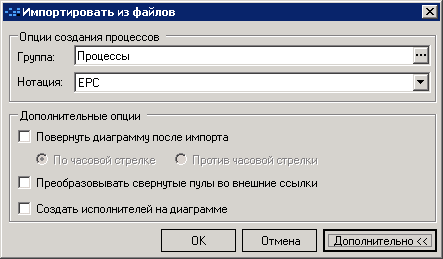 Импортировать из файлов
Опции создания процессов
Группа: Процессы ...
Нотация: EPC
Дополнительные опции
Повернуть диаграмму после импорта
По часовой стрелке Против часовой стрелки
Преобразовывать свернутые пулы во внешние ссылки
Создать исполнителей на диаграмме
OK Отмена Дополнительно <<